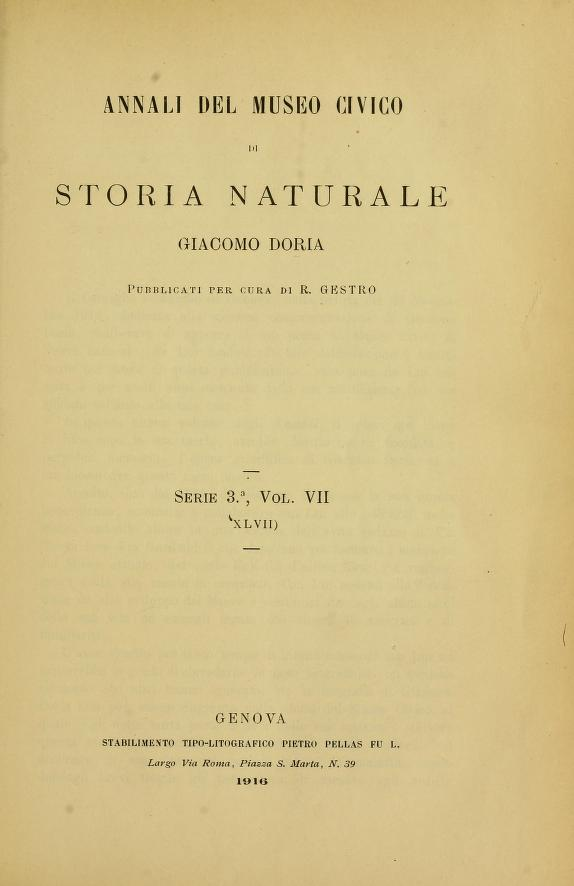 ANNALI DEL MUSEO CIVICO
DI
STORIA NATURALE
GIACOMO DORIA
PUBBLICATI PER CURA DI R. GESTRO
SERIE 3.ª, VOL. VII
(XLVII)
GENOVA
STABILIMENTO TIPO-LITOGRAFICO PIETRO PELLAS FU L.
Largo Via Roma, Piazza S. Marta, N. 39
1916